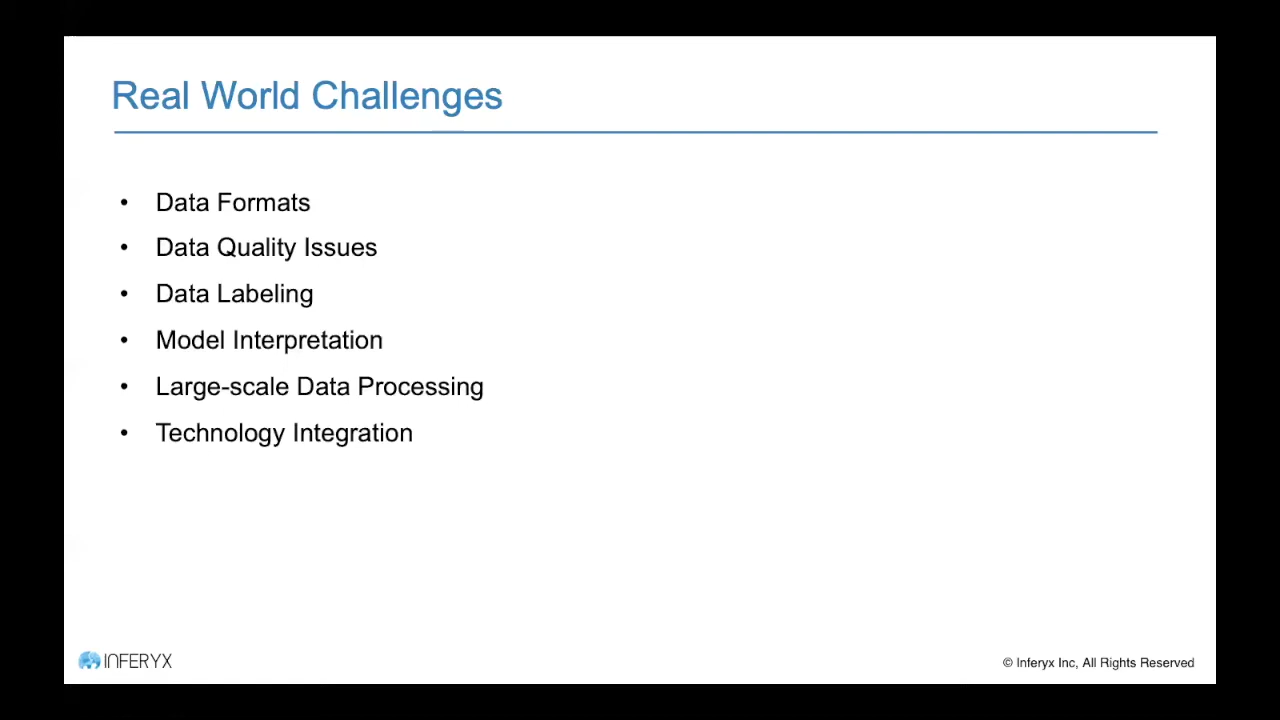 Real World Challenges
• Data Formats
• Data Quality Issues
• Data Labeling
• Model Interpretation
• Large-scale Data Processing
• Technology Integration
INFERYX
© Inferyx Inc, All Rights Reserved